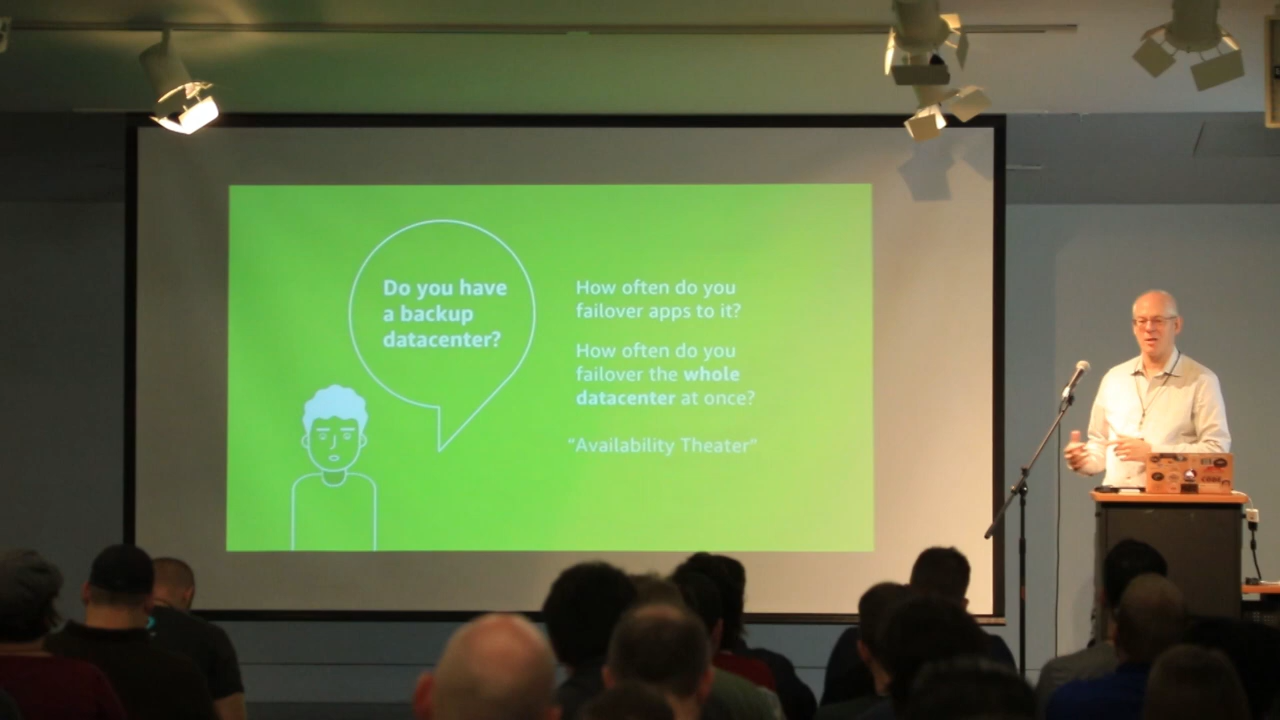 Do you have
a backup
datacenter?
How often do you
failover apps to it?
How often do you
failover the whole
datacenter at once?
“Availability Theater”